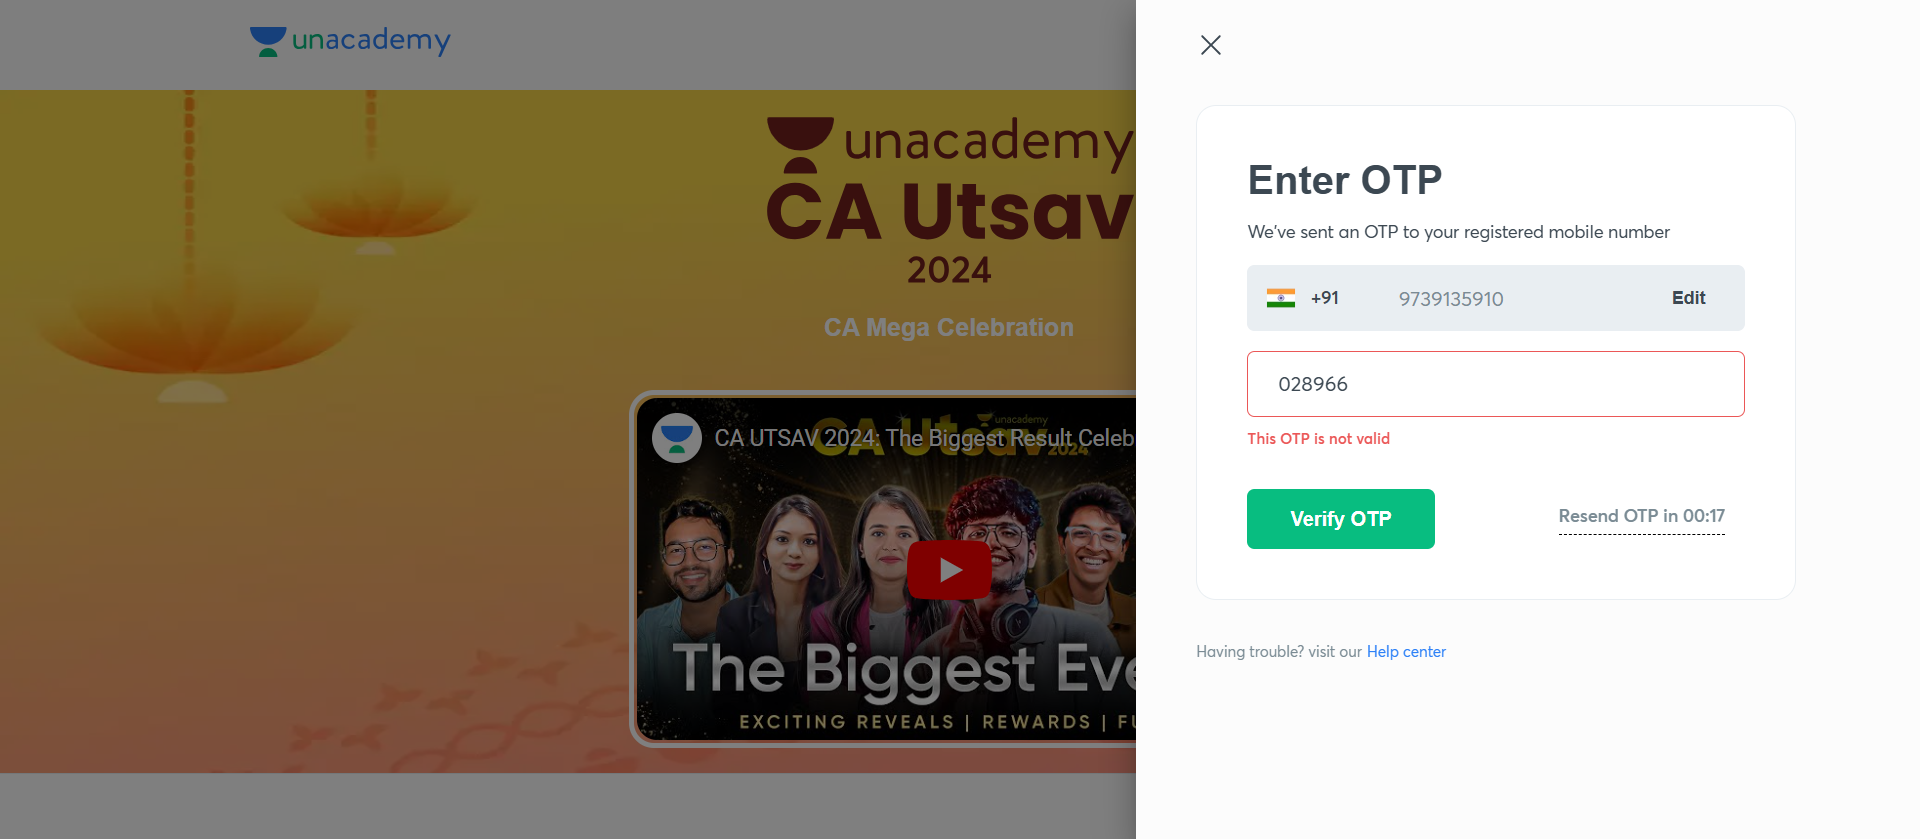 unacademy
unacademy
CA Utsav
2024
CA Mega Celebration
unacademy
CA Utsav
2024
CA UTSAV 2024: The Biggest Result Celeb
The Biggest Eve
EXCITING REVEALS | REWARDS | FU
Enter OTP
We've sent an OTP to your registered mobile number
+91 9739135910 Edit
028966
This OTP is not valid
Verify OTP Resend OTP in 00:17
Having trouble? visit our Help center